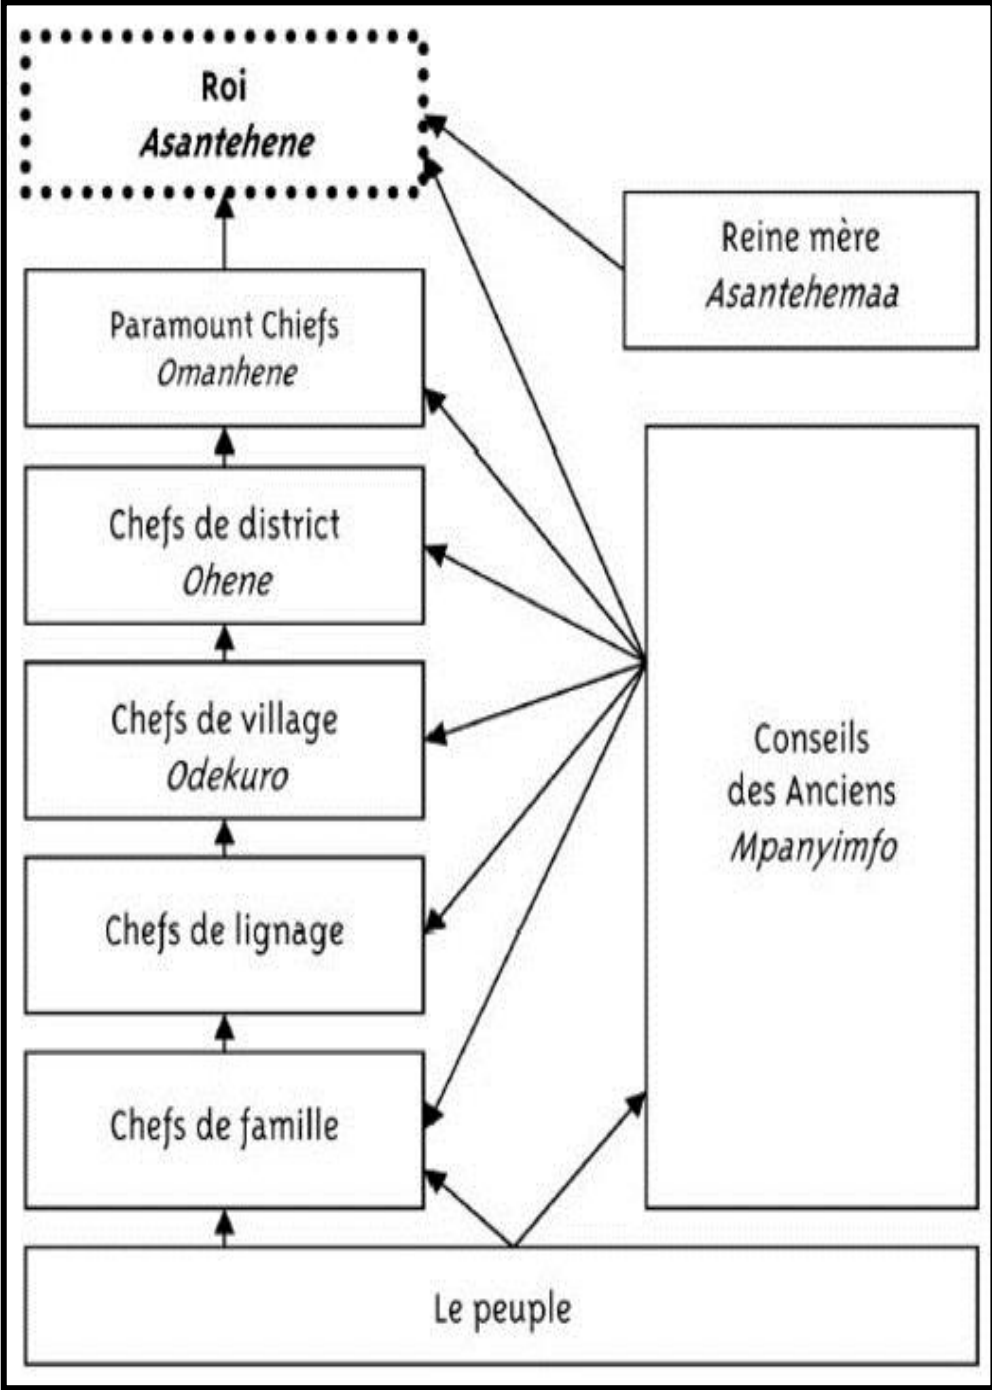 Roi
Asantehene
Reine mère
Asantehemaa
Paramount Chiefs
Omanhene
Chefs de district
Ohene
Chefs de village
Odekuro
Conseils
des Anciens
Mpanyimfo
Chefs de lignage
Chefs de famille
Le peuple